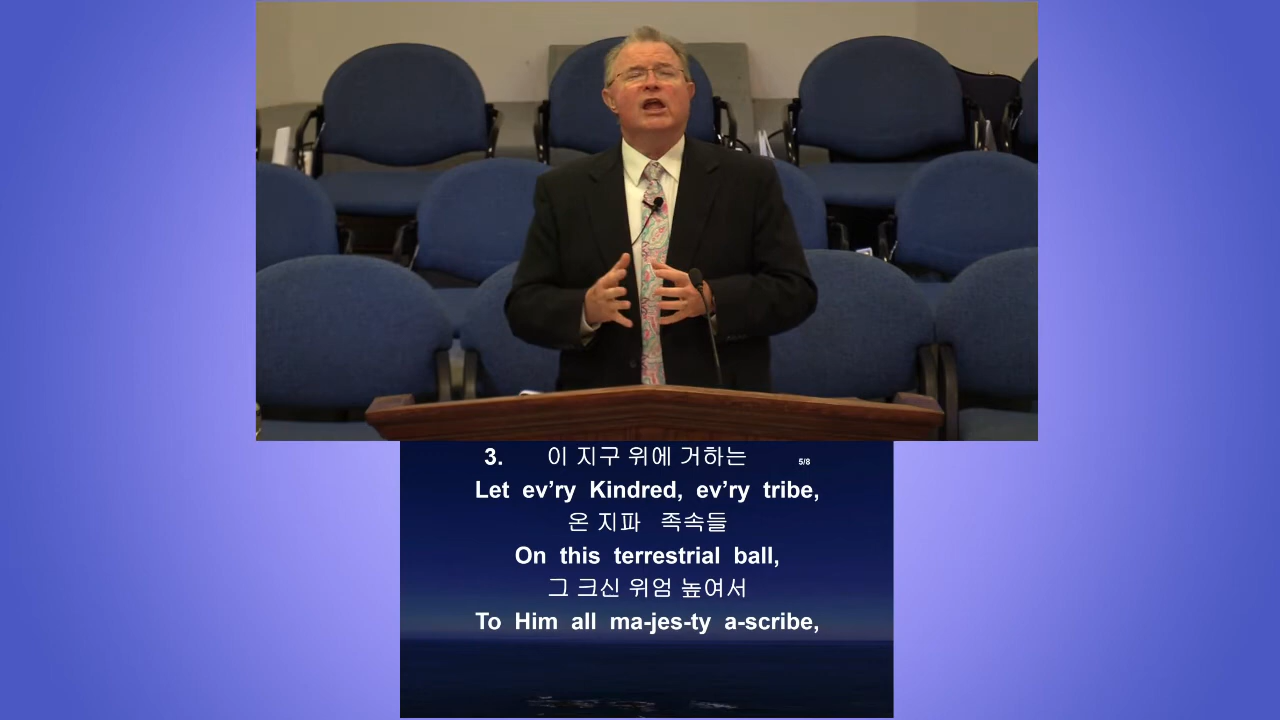 3. 이 지구 위에 거하는 5/8
Let ev’ry Kindred, ev’ry tribe,
온 지파 족속들
On this terrestrial ball,
그 크신 위엄 높여서
To Him all ma-jes-ty a-scribe,